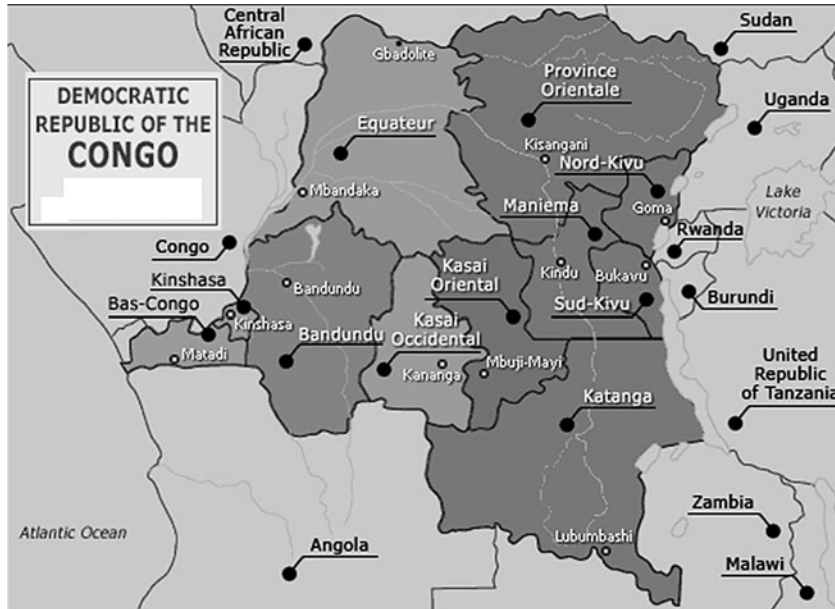 Central
African
Republic
Sudan
Gbadolite
DEMOCRATIC
REPUBLIC OF THE
CONGO
Province
Orientale
Uganda
Equateur
Kisangani
Nord-Kivu
Mbandaka
Lake
Victoria
Maniema
Goma
Rwanda
Congo
Kasai
Oriental
Kindu
Bukavu
Kinshasa
Bandundu
Sud-Kivu
Burundi
Bas-Congo
Kinshasa
Bandundu
Kasai
Occidental
Matadi
Kananga
Mbuji-Mayi
United
Republic
of Tanzania
Katanga
Zambia
Atlantic Ocean
Angola
Lubumbashi
Malawi